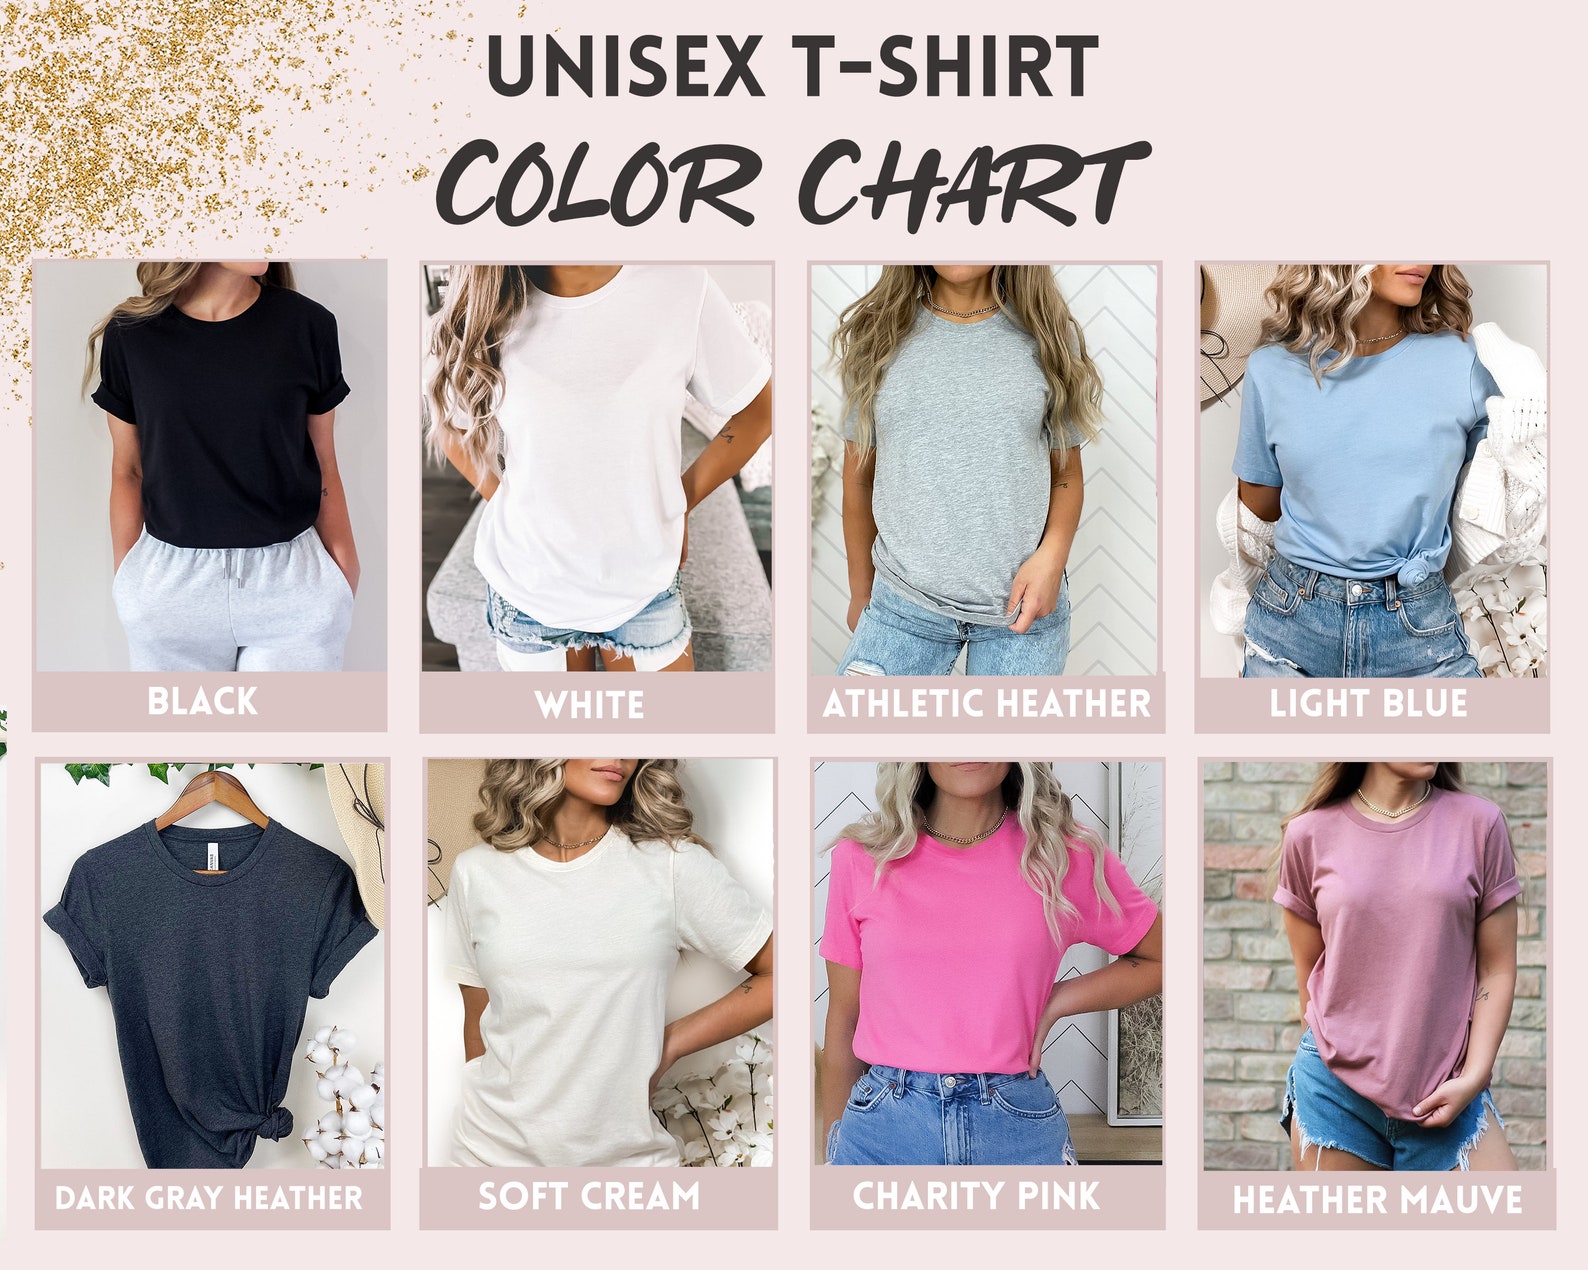 UNISEX T-SHIRT
COLOR CHART
BLACK
WHITE
ATHLETIC HEATHER
LIGHT BLUE
DARK GRAY HEATHER
SOFT CREAM
CHARITY PINK
HEATHER MAUVE